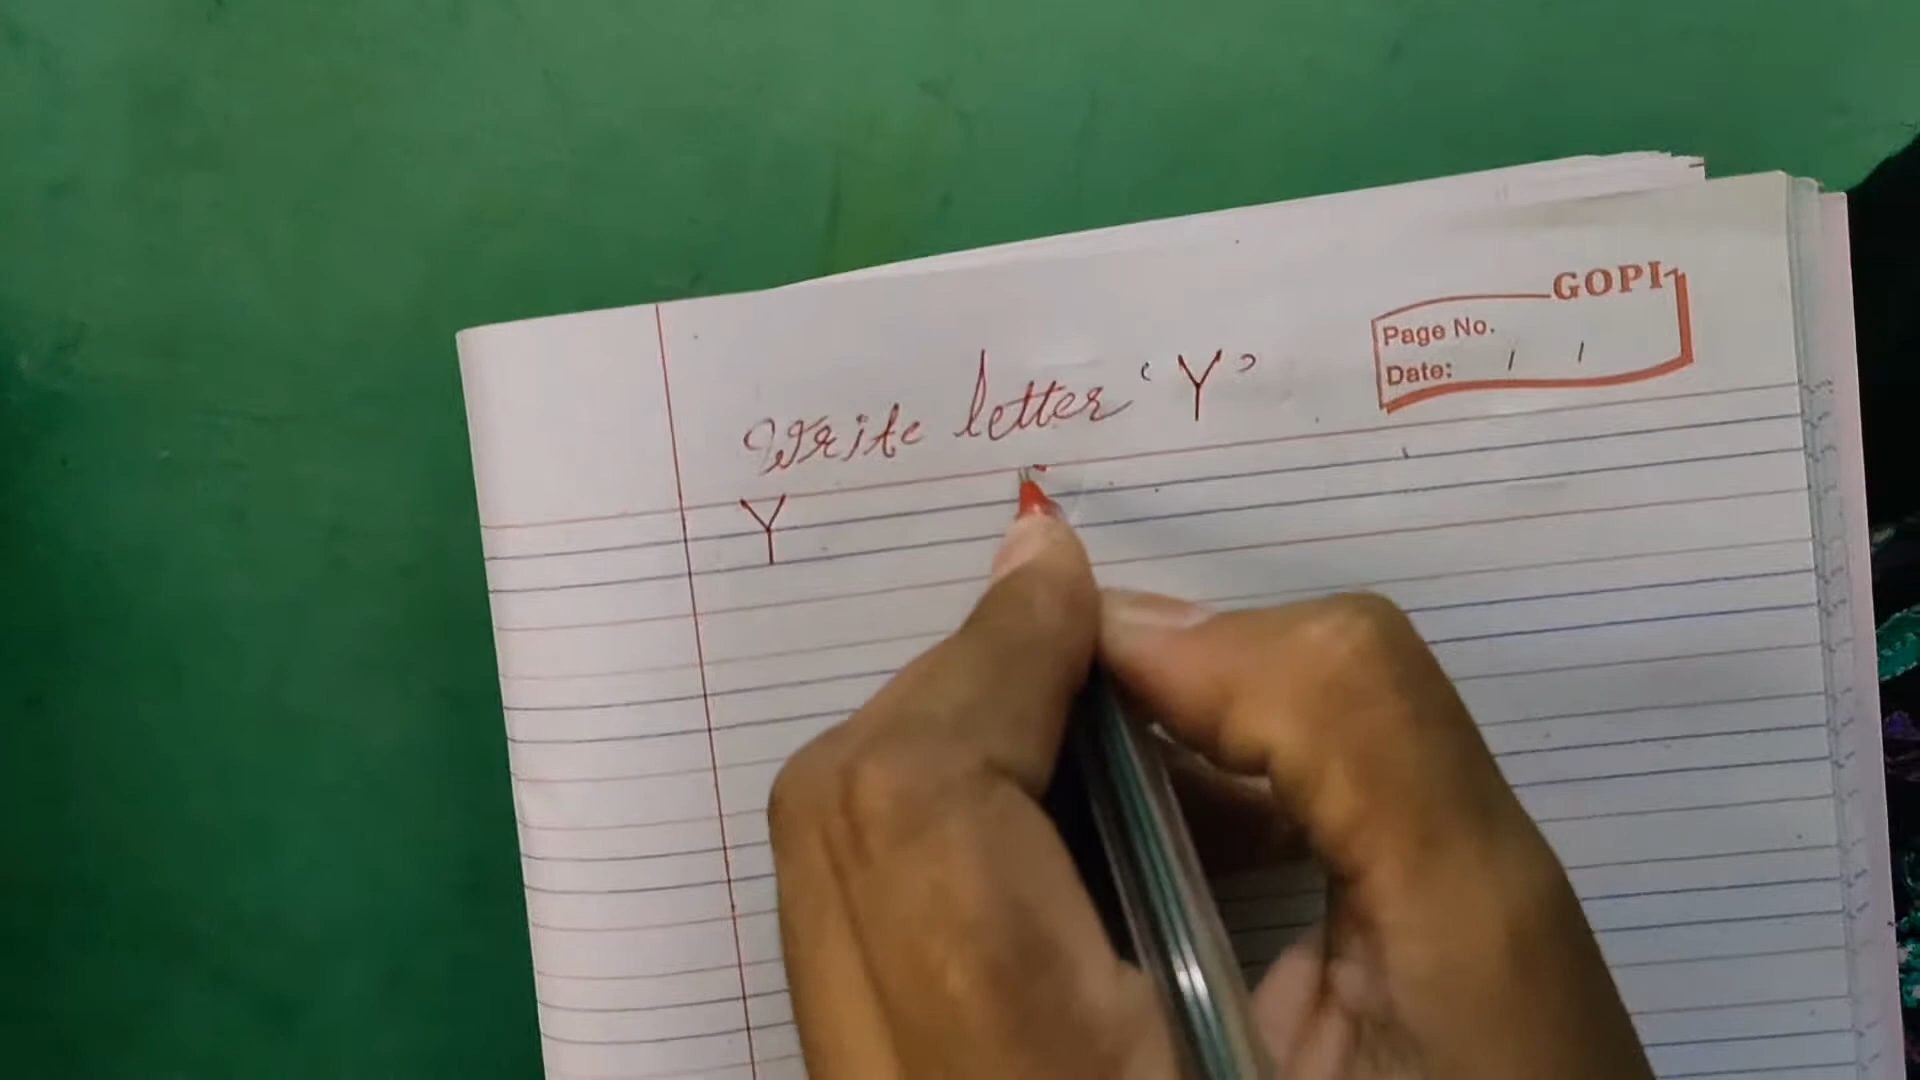 GOPI
Page No.
Date: / /
Write letter ‘Y’
Y